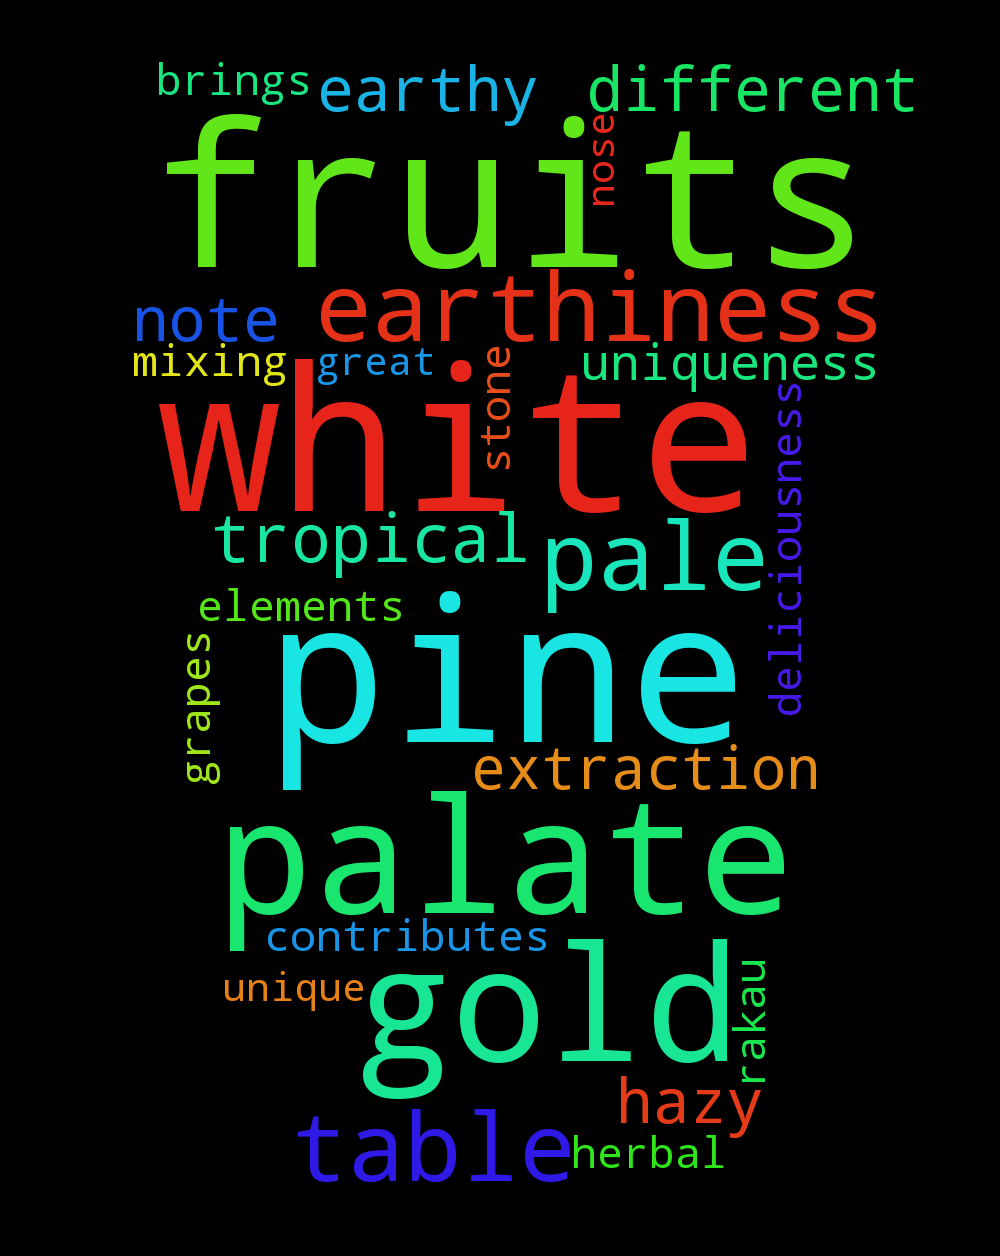 brings earthy different
fruits
nose
note earthiness
mixing great stone uniqueness
white
deliciousness
tropical pale
elements
pine
grapes
extraction
palate
contributes
unique gold rakau
hazy
table herbal